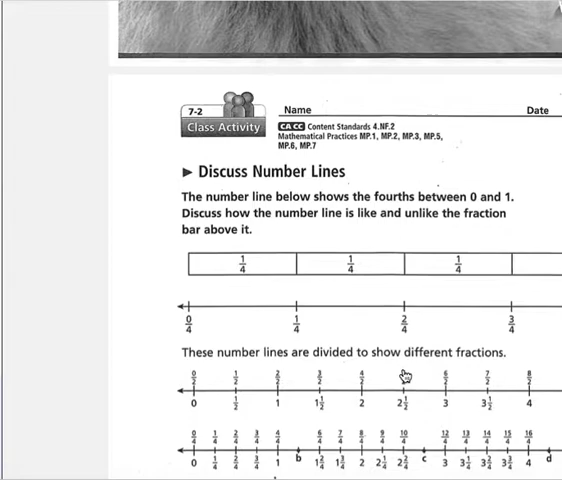 7-2
Class Activity
Name
Date
CA CC Content Standards 4.NF.2
Mathematical Practices MP.1, MP.2, MP.3, MP.5,
MP.6, MP.7
► Discuss Number Lines
The number line below shows the fourths between 0 and 1.
Discuss how the number line is like and unlike the fraction
bar above it.
1/4 1/4 1/4
0/4 1/4 2/4 3/4
These number lines are divided to show different fractions.
0/2 1/2 2/2 3/2 4/2 6/2 7/2 8/2
0 1/2 1 1 1/2 2 2 1/2 3 3 1/2 4
0/4 1/4 2/4 3/4 4/4 6/4 7/4 8/4 9/4 10/4 12/4 13/4 14/4 15/4 16/4
0 1/4 2/4 3/4 1 b 1 2/4 1 3/4 2 2 1/4 2 2/4 c 3 3 1/4 3 2/4 3 3/4 4 d